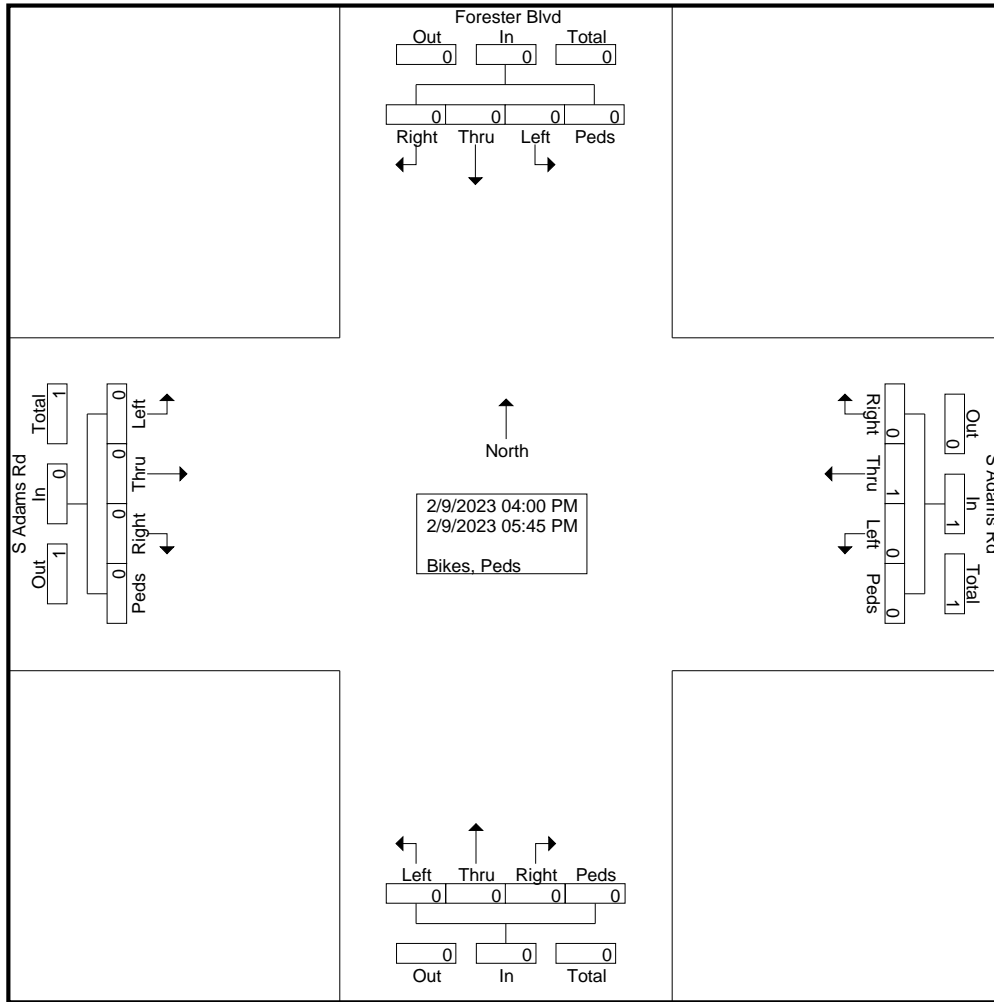 Forester Blvd
Out In Total
0 0 0
0 0 0 0
Right Thru Left Peds
S Adams Rd
Total In Out
1 0 1
0 0 0 0
Left Thru Right Peds
North
2/9/2023 04:00 PM
2/9/2023 05:45 PM
Bikes, Peds
Right Thru Left Peds
0 1 0 0
Out In Total
0 1 1
S Adams Rd
Left Thru Right Peds
0 0 0 0
0 0 0
Out In Total